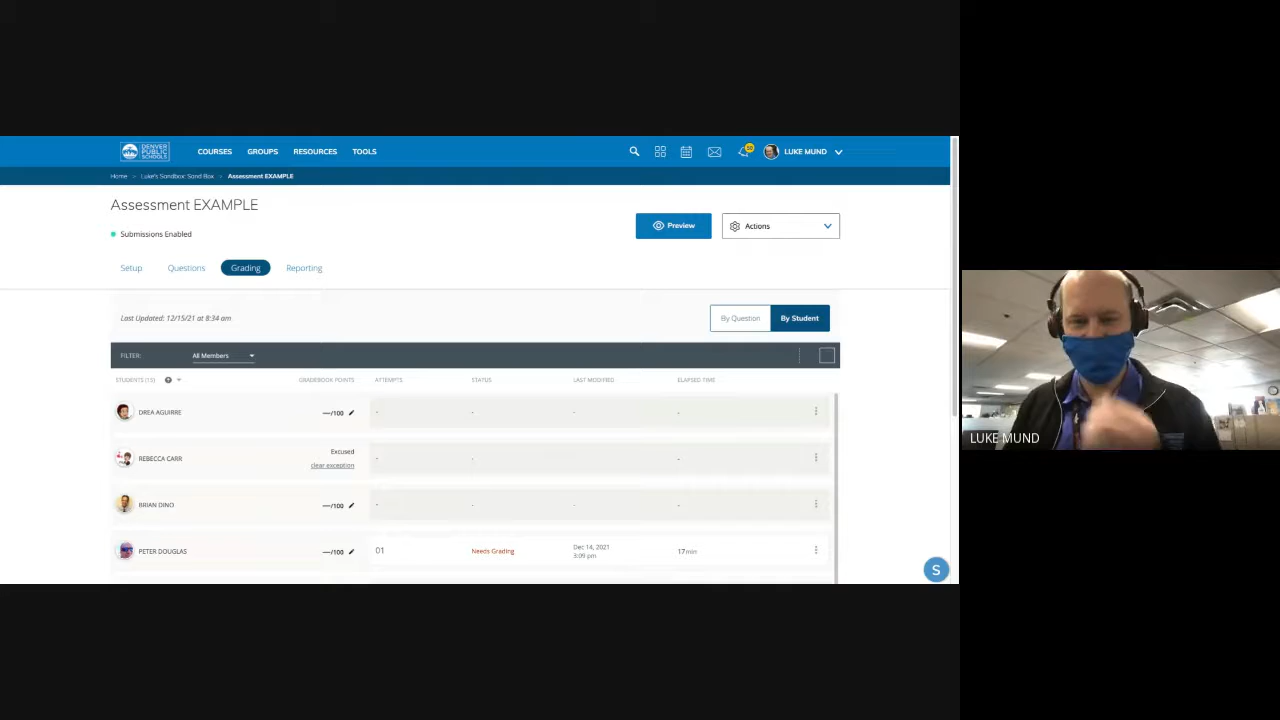 DENVER
PUBLIC
SCHOOLS
COURSES GROUPS RESOURCES TOOLS
LUKE MUND
Home > Luke's Sandbox: Sand Box > Assessment EXAMPLE
Assessment EXAMPLE
Preview Actions
Submissions Enabled
Setup Questions Grading Reporting
Last Updated: 12/15/21 at 8:34 am By Question By Student
FILTER: All Members
STUDENTS (13) GRADEBOOK POINTS ATTEMPTS STATUS LAST MODIFIED ELAPSED TIME
DREA AGUIRRE —/100 - - - -
REBECCA CARR Excused - - - -
clear exception
BRIAN DINO —/100 - - - -
PETER DOUGLAS —/100 01 Needs Grading Dec 14, 2021 17min
3:09 pm
S
LUKE MUND